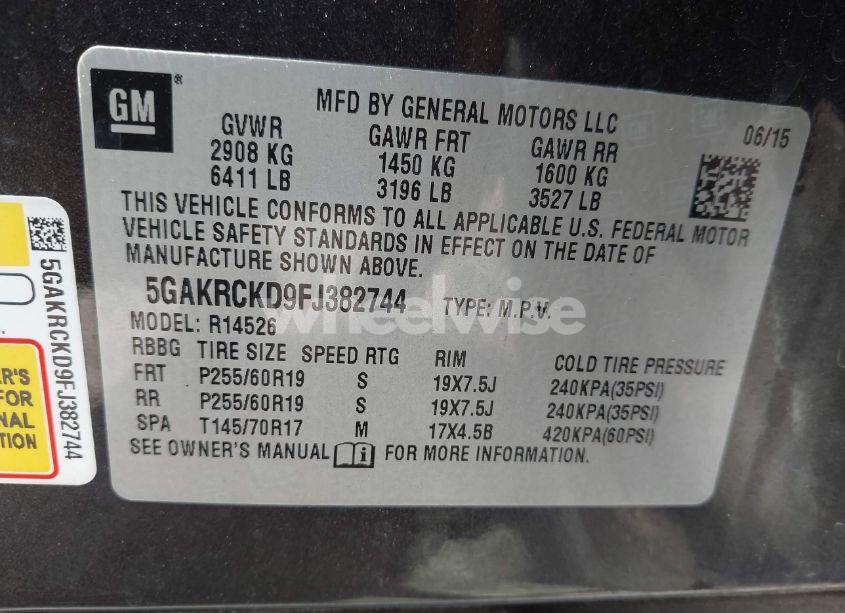 GM ®
MFD BY GENERAL MOTORS LLC
06/15
GVWR GAWR FRT GAWR RR
2908 KG 1450 KG 1600 KG
6411 LB 3196 LB 3527 LB
THIS VEHICLE CONFORMS TO ALL APPLICABLE U.S. FEDERAL MOTOR
VEHICLE SAFETY STANDARDS IN EFFECT ON THE DATE OF
MANUFACTURE SHOWN ABOVE.
5GAKRCKD9FJ382744 TYPE: M.P.V.
MODEL: R14526
RBBG TIRE SIZE SPEED RTG RIM COLD TIRE PRESSURE
FRT P255/60R19 S 19X7.5J 240KPA(35PSI)
RR P255/60R19 S 19X7.5J 240KPA(35PSI)
SPA T145/70R17 M 17X4.5B 420KPA(60PSI)
SEE OWNER'S MANUAL FOR MORE INFORMATION.
5GAKRCKD9FJ382744
ER'S
FOR
NAL
TION
wheelwise